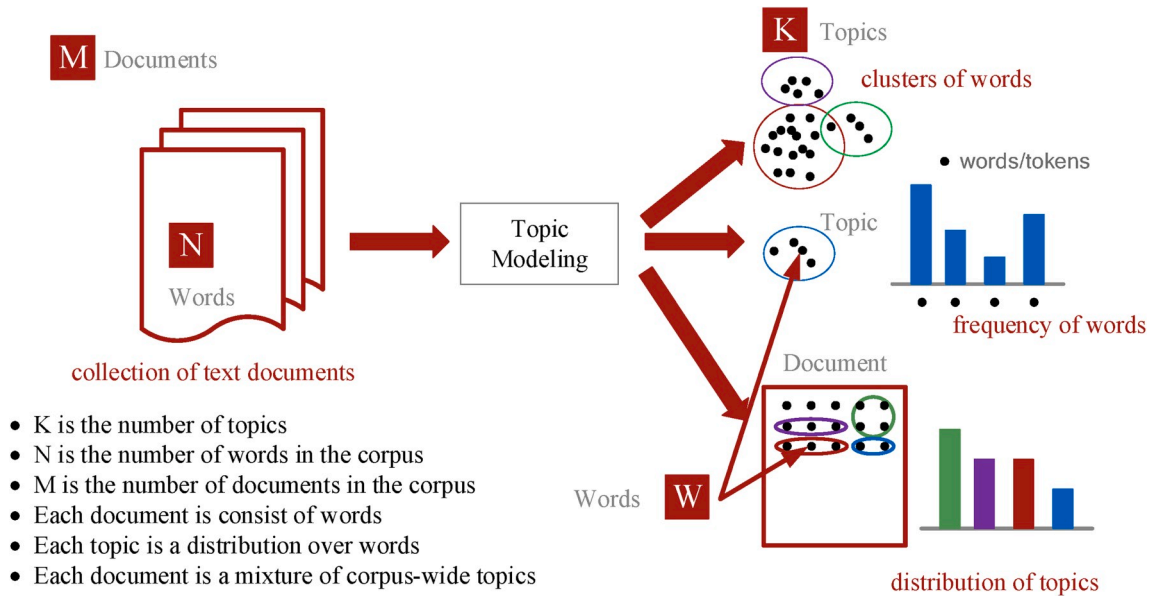 M Documents
N
Words
collection of text documents
Topic
Modeling
K Topics
clusters of words
words/tokens
Topic
frequency of words
Document
Words W
distribution of topics
• K is the number of topics
• N is the number of words in the corpus
• M is the number of documents in the corpus
• Each document is consist of words
• Each topic is a distribution over words
• Each document is a mixture of corpus-wide topics